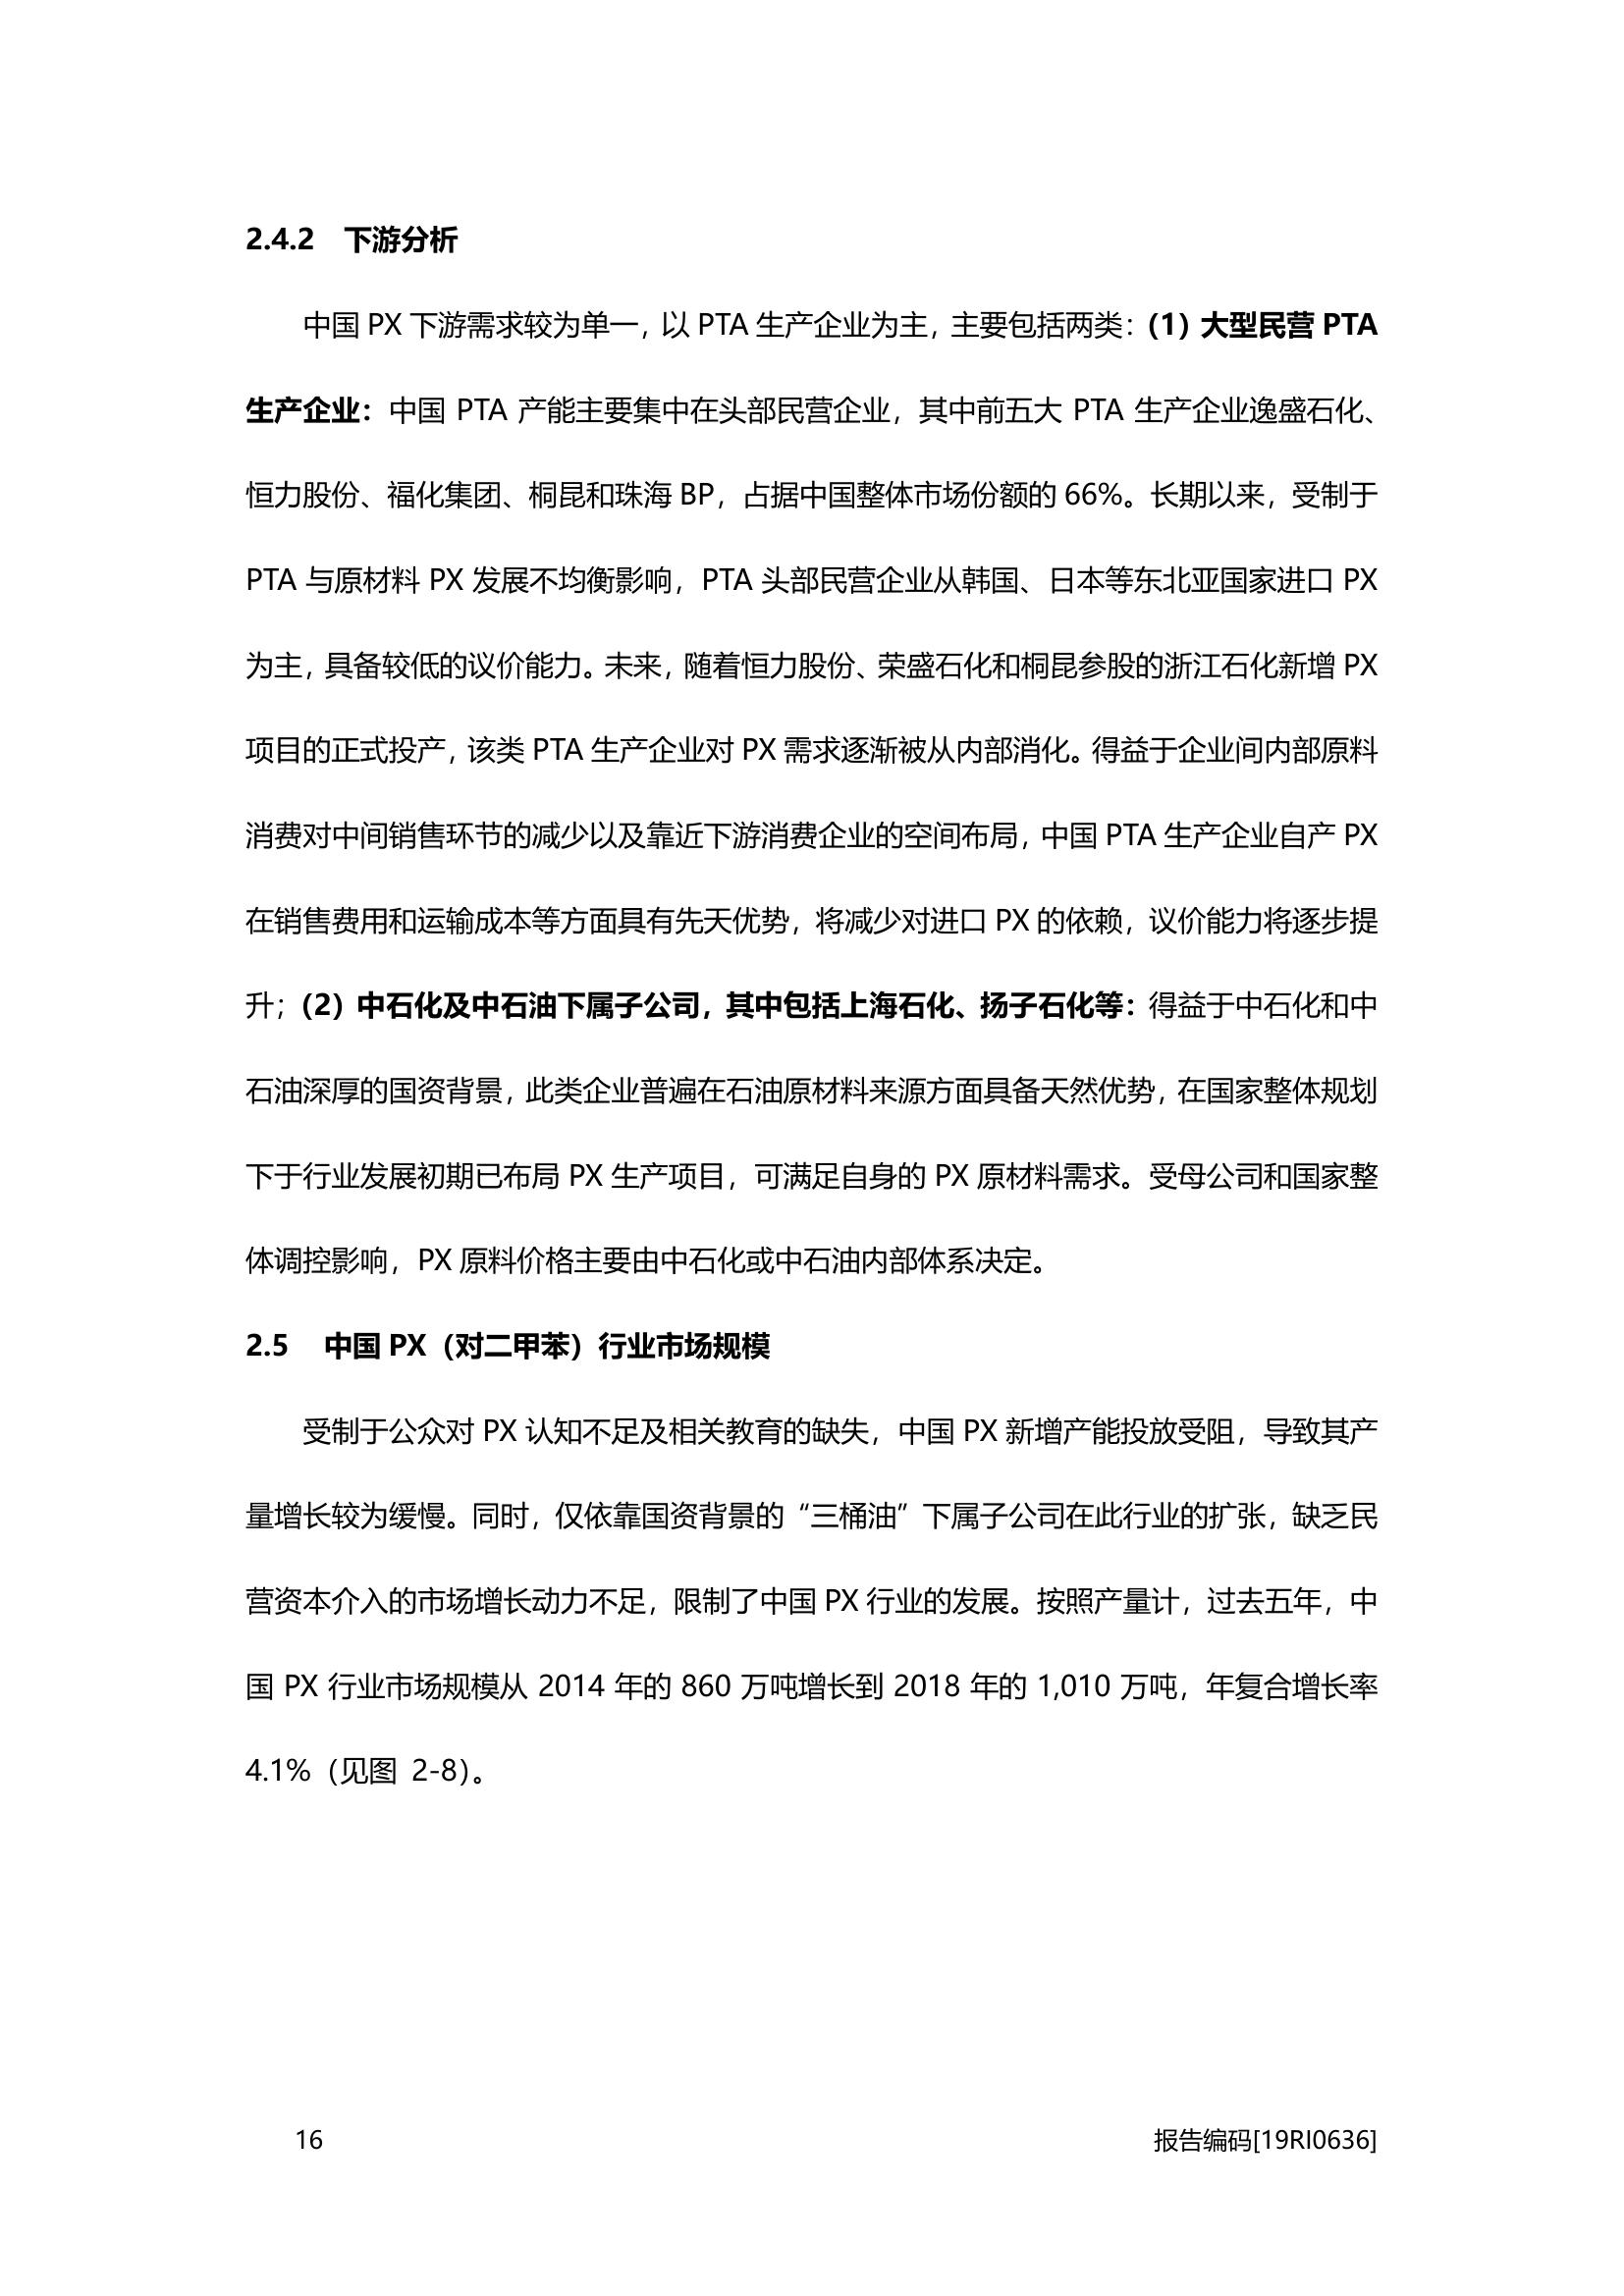 2.4.2 下游分析
中国 PX 下游需求较为单一，以 PTA 生产企业为主，主要包括两类：（1）大型民营 PTA
生产企业：中国 PTA 产能主要集中在头部民营企业，其中前五大 PTA 生产企业逸盛石化、
恒力股份、福化集团、桐昆和珠海 BP，占据中国整体市场份额的 66%。长期以来，受制于
PTA 与原材料 PX 发展不均衡影响，PTA 头部民营企业从韩国、日本等东北亚国家进口 PX
为主，具备较低的议价能力。未来，随着恒力股份、荣盛石化和桐昆参股的浙江石化新增 PX
项目的正式投产，该类 PTA 生产企业对 PX 需求逐渐被从内部消化。得益于企业间内部原料
消费对中间销售环节的减少以及靠近下游消费企业的空间布局，中国 PTA 生产企业自产 PX
在销售费用和运输成本等方面具有先天优势，将减少对进口 PX 的依赖，议价能力将逐步提
升；（2）中石化及中石油下属子公司，其中包括上海石化、扬子石化等：得益于中石化和中
石油深厚的国资背景，此类企业普遍在石油原材料来源方面具备天然优势，在国家整体规划
下于行业发展初期已布局 PX 生产项目，可满足自身的 PX 原材料需求。受母公司和国家整
体调控影响，PX 原料价格主要由中石化或中石油内部体系决定。
2.5 中国 PX（对二甲苯）行业市场规模
受制于公众对 PX 认知不足及相关教育的缺失，中国 PX 新增产能投放受阻，导致其产
量增长较为缓慢。同时，仅依靠国资背景的“三桶油”下属子公司在此行业的扩张，缺乏民
营资本介入的市场增长动力不足，限制了中国 PX 行业的发展。按照产量计，过去五年，中
国 PX 行业市场规模从 2014 年的 860 万吨增长到 2018 年的 1,010 万吨，年复合增长率
4.1%（见图 2-8）。
16 报告编码[19RI0636]